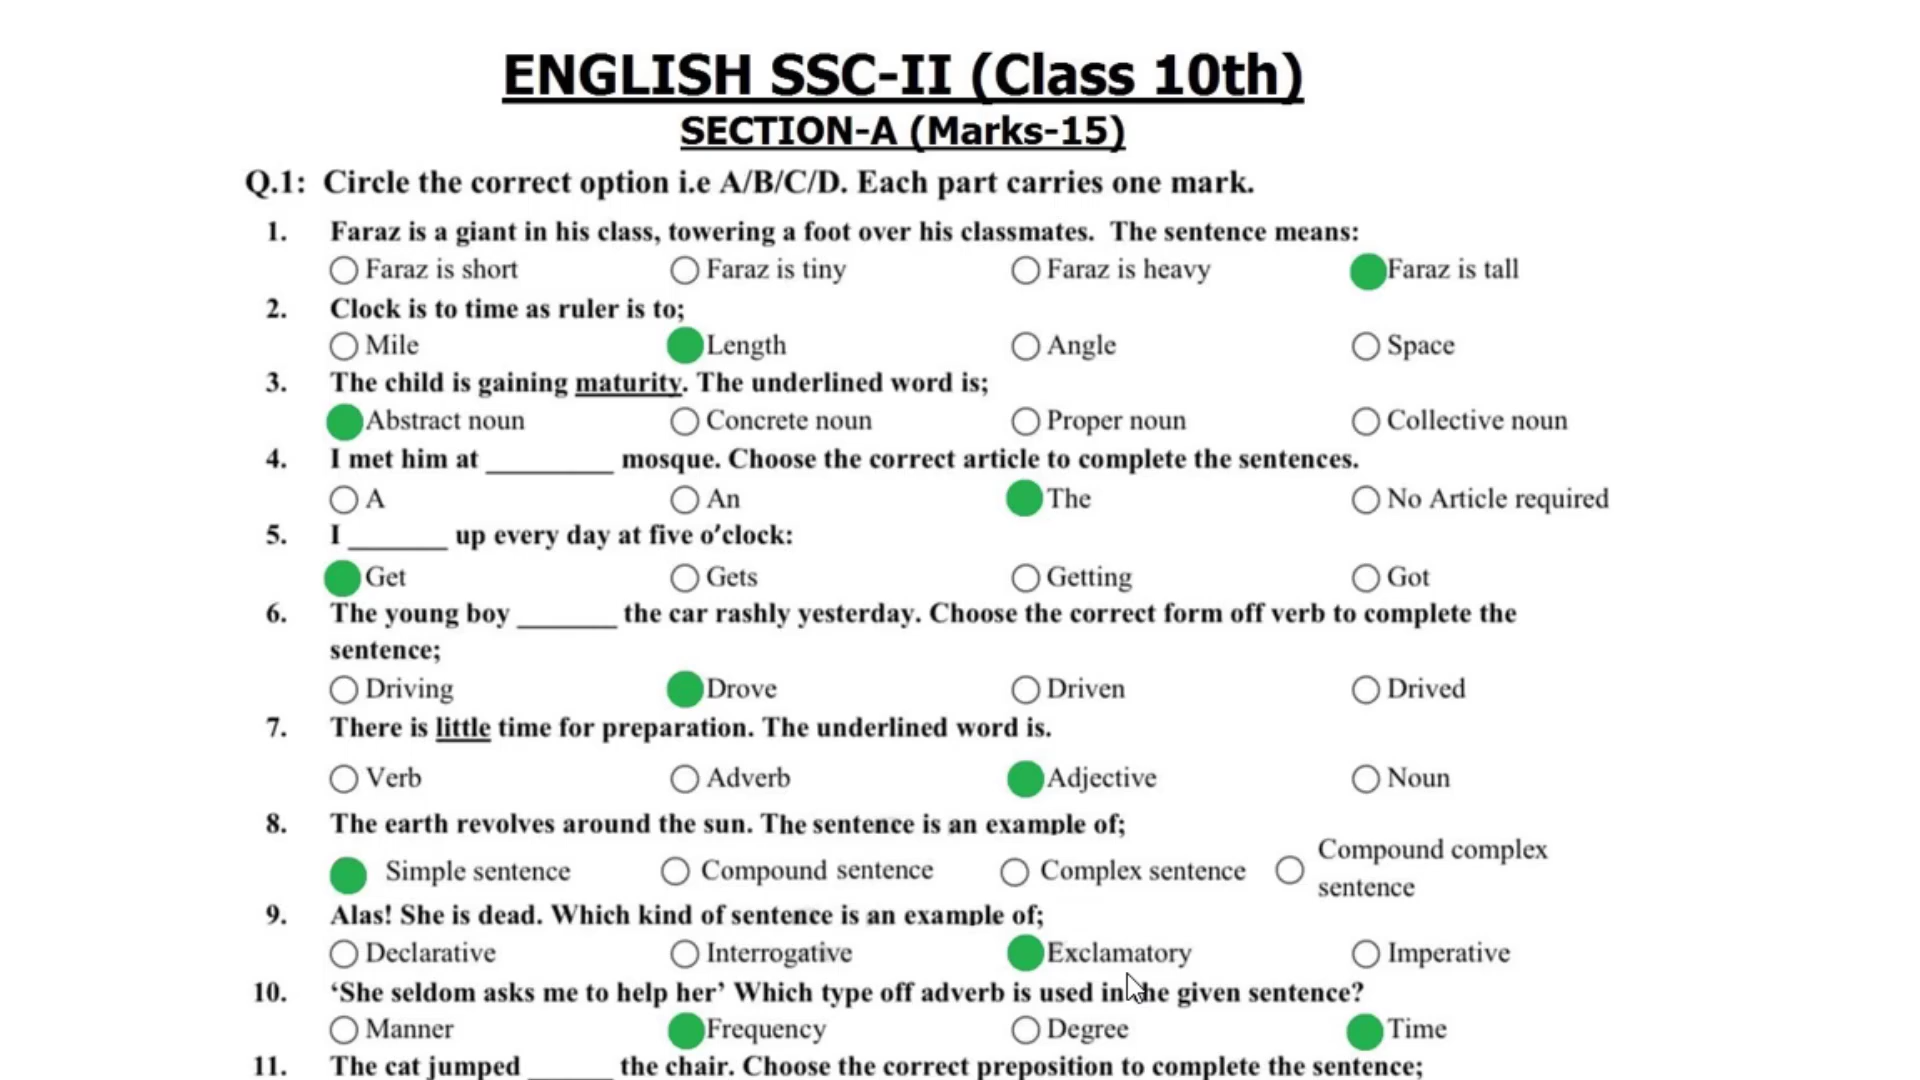 ENGLISH SSC-II (Class 10th)
SECTION-A (Marks-15)
Q.1: Circle the correct option i.e A/B/C/D. Each part carries one mark.
1. Faraz is a giant in his class, towering a foot over his classmates. The sentence means:
Faraz is short Faraz is tiny Faraz is heavy Faraz is tall
2. Clock is to time as ruler is to;
Mile Length Angle Space
3. The child is gaining maturity. The underlined word is;
Abstract noun Concrete noun Proper noun Collective noun
4. I met him at _________ mosque. Choose the correct article to complete the sentences.
A An The No Article required
5. I _______ up every day at five o’clock:
Get Gets Getting Got
6. The young boy _______ the car rashly yesterday. Choose the correct form off verb to complete the
sentence;
Driving Drove Driven Drived
7. There is little time for preparation. The underlined word is.
Verb Adverb Adjective Noun
8. The earth revolves around the sun. The sentence is an example of;
Simple sentence Compound sentence Complex sentence Compound complex
sentence
9. Alas! She is dead. Which kind of sentence is an example of;
Declarative Interrogative Exclamatory Imperative
10. ‘She seldom asks me to help her’ Which type off adverb is used in the given sentence?
Manner Frequency Degree Time
11. The cat jumped ______ the chair. Choose the correct preposition to complete the sentence;